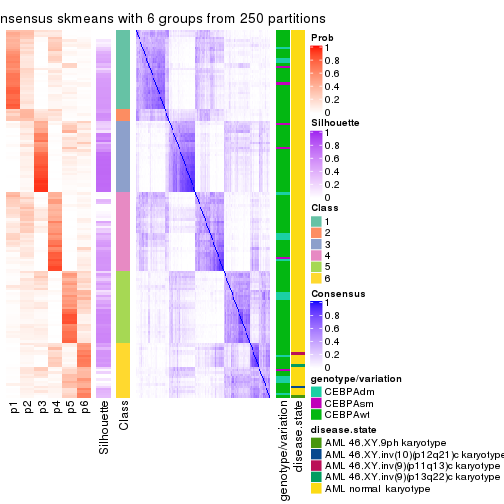 nsensus skmeans with 6 groups from 250 partitions
Prob
1
0.8
0.6
0.4
0.2
0
Silhouette
1
0.8
0.6
0.4
0.2
0
Class
1
2
3
4
5
6
Consensus
1
0.8
0.6
0.4
0.2
0
genotype/variation
CEBPAdm
CEBPAsm
CEBPAwt
disease.state
AML 46.XY.9ph karyotype
AML 46.XY,inv(10)(p12q21)c karyotype
AML 46.XY,inv(9)(p11q13)c karyotype
AML 46.XY,inv(9)(p13q22)c karyotype
AML normal karyotype
p1
p2
p3
p4
p5
p6
Silhouette
Class
genotype/variation
disease.state